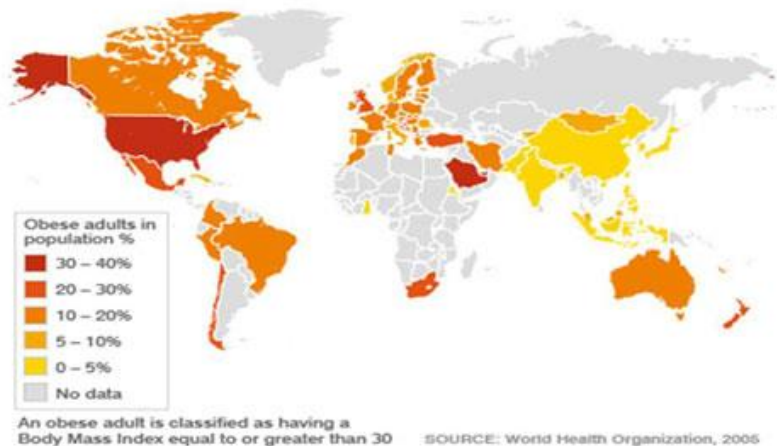 Obese adults in
population %
30 – 40%
20 – 30%
10 – 20%
5 – 10%
0 – 5%
No data
An obese adult is classified as having a
Body Mass Index equal to or greater than 30
SOURCE: World Health Organization, 2005